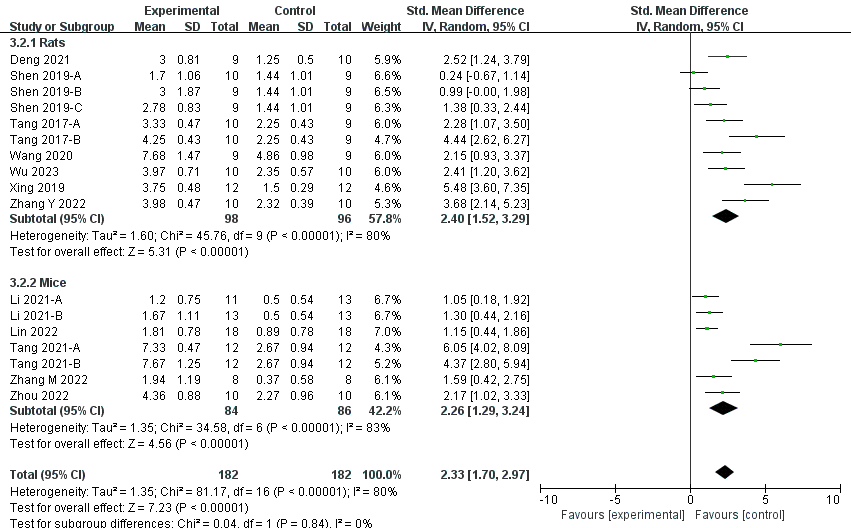 Experimental Control Std. Mean Difference Std. Mean Difference
Study or Subgroup Mean SD Total Mean SD Total Weight IV, Random, 95% CI IV, Random, 95% CI
3.2.1 Rats
Deng 2021 3 0.81 9 1.25 0.5 10 5.9% 2.52 [1.24, 3.79]
Shen 2019-A 1.7 1.06 10 1.44 1.01 9 6.6% 0.24 [-0.67, 1.14]
Shen 2019-B 3 1.87 9 1.44 1.01 9 6.5% 0.99 [-0.00, 1.98]
Shen 2019-C 2.78 0.83 9 1.44 1.01 9 6.3% 1.38 [0.33, 2.44]
Tang 2017-A 3.33 0.47 10 2.25 0.43 9 6.0% 2.28 [1.07, 3.50]
Tang 2017-B 4.25 0.43 10 2.25 0.43 9 4.7% 4.44 [2.62, 6.27]
Wang 2020 7.68 1.47 9 4.86 0.98 9 6.0% 2.15 [0.93, 3.37]
Wu 2023 3.97 0.71 10 2.35 0.57 10 6.0% 2.41 [1.20, 3.62]
Xing 2019 3.75 0.48 12 1.5 0.29 12 4.6% 5.48 [3.60, 7.35]
Zhang Y 2022 3.98 0.47 10 2.32 0.39 10 5.2% 3.68 [2.14, 5.23]
Subtotal (95% CI) 98 96 57.8% 2.40 [1.52, 3.29]
Heterogeneity: Tau² = 1.60; Chi² = 45.76, df = 9 (P < 0.00001); I² = 80%
Test for overall effect: Z = 5.31 (P < 0.00001)
3.2.2 Mice
Li 2021-A 1.2 0.75 11 0.5 0.54 13 6.7% 1.05 [0.18, 1.92]
Li 2021-B 1.67 1.11 13 0.5 0.54 13 6.7% 1.30 [0.44, 2.16]
Lin 2022 1.81 0.78 18 0.89 0.78 18 7.0% 1.15 [0.44, 1.86]
Tang 2021-A 7.33 0.47 12 2.67 0.94 12 4.3% 6.05 [4.02, 8.09]
Tang 2021-B 7.67 1.25 12 2.67 0.94 12 5.2% 4.37 [2.80, 5.94]
Zhang M 2022 1.94 1.19 8 0.37 0.58 8 6.1% 1.59 [0.42, 2.75]
Zhou 2022 4.36 0.88 10 2.27 0.96 10 6.1% 2.17 [1.02, 3.33]
Subtotal (95% CI) 84 86 42.2% 2.26 [1.29, 3.24]
Heterogeneity: Tau² = 1.35; Chi² = 34.58, df = 6 (P < 0.00001); I² = 83%
Test for overall effect: Z = 4.56 (P < 0.00001)
Total (95% CI) 182 182 100.0% 2.33 [1.70, 2.97]
Heterogeneity: Tau² = 1.35; Chi² = 81.17, df = 16 (P < 0.00001); I² = 80%
Test for overall effect: Z = 7.23 (P < 0.00001)
Test for subgroup differences: Chi² = 0.04, df = 1 (P = 0.84), I² = 0%
-10 -5 0 5 10
Favours [experimental] Favours [control]